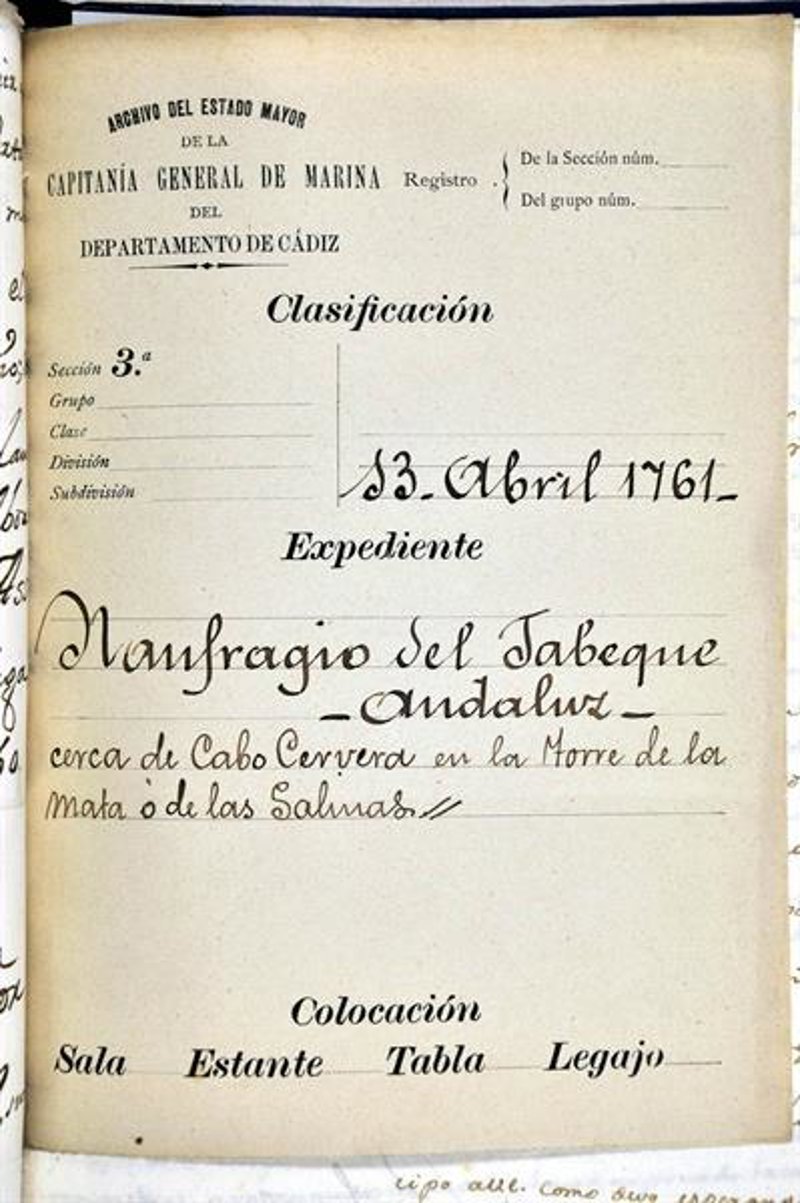 ARCHIVO DEL ESTADO MAYOR
DE LA
CAPITANÍA GENERAL DE MARINA
DEL
DEPARTAMENTO DE CÁDIZ
Registro
De la Sección núm.
Del grupo núm.
Clasificación
Sección 3.ª
Grupo
Clase
División
Subdivisión
13 - Abril 1761 -
Expediente
Naufragio del Jabeque
- Andaluz -
cerca de Cabo Cervera en la Torre de la
Mata ò de las Salinas //
Colocación
Sala Estante Tabla Legajo
como